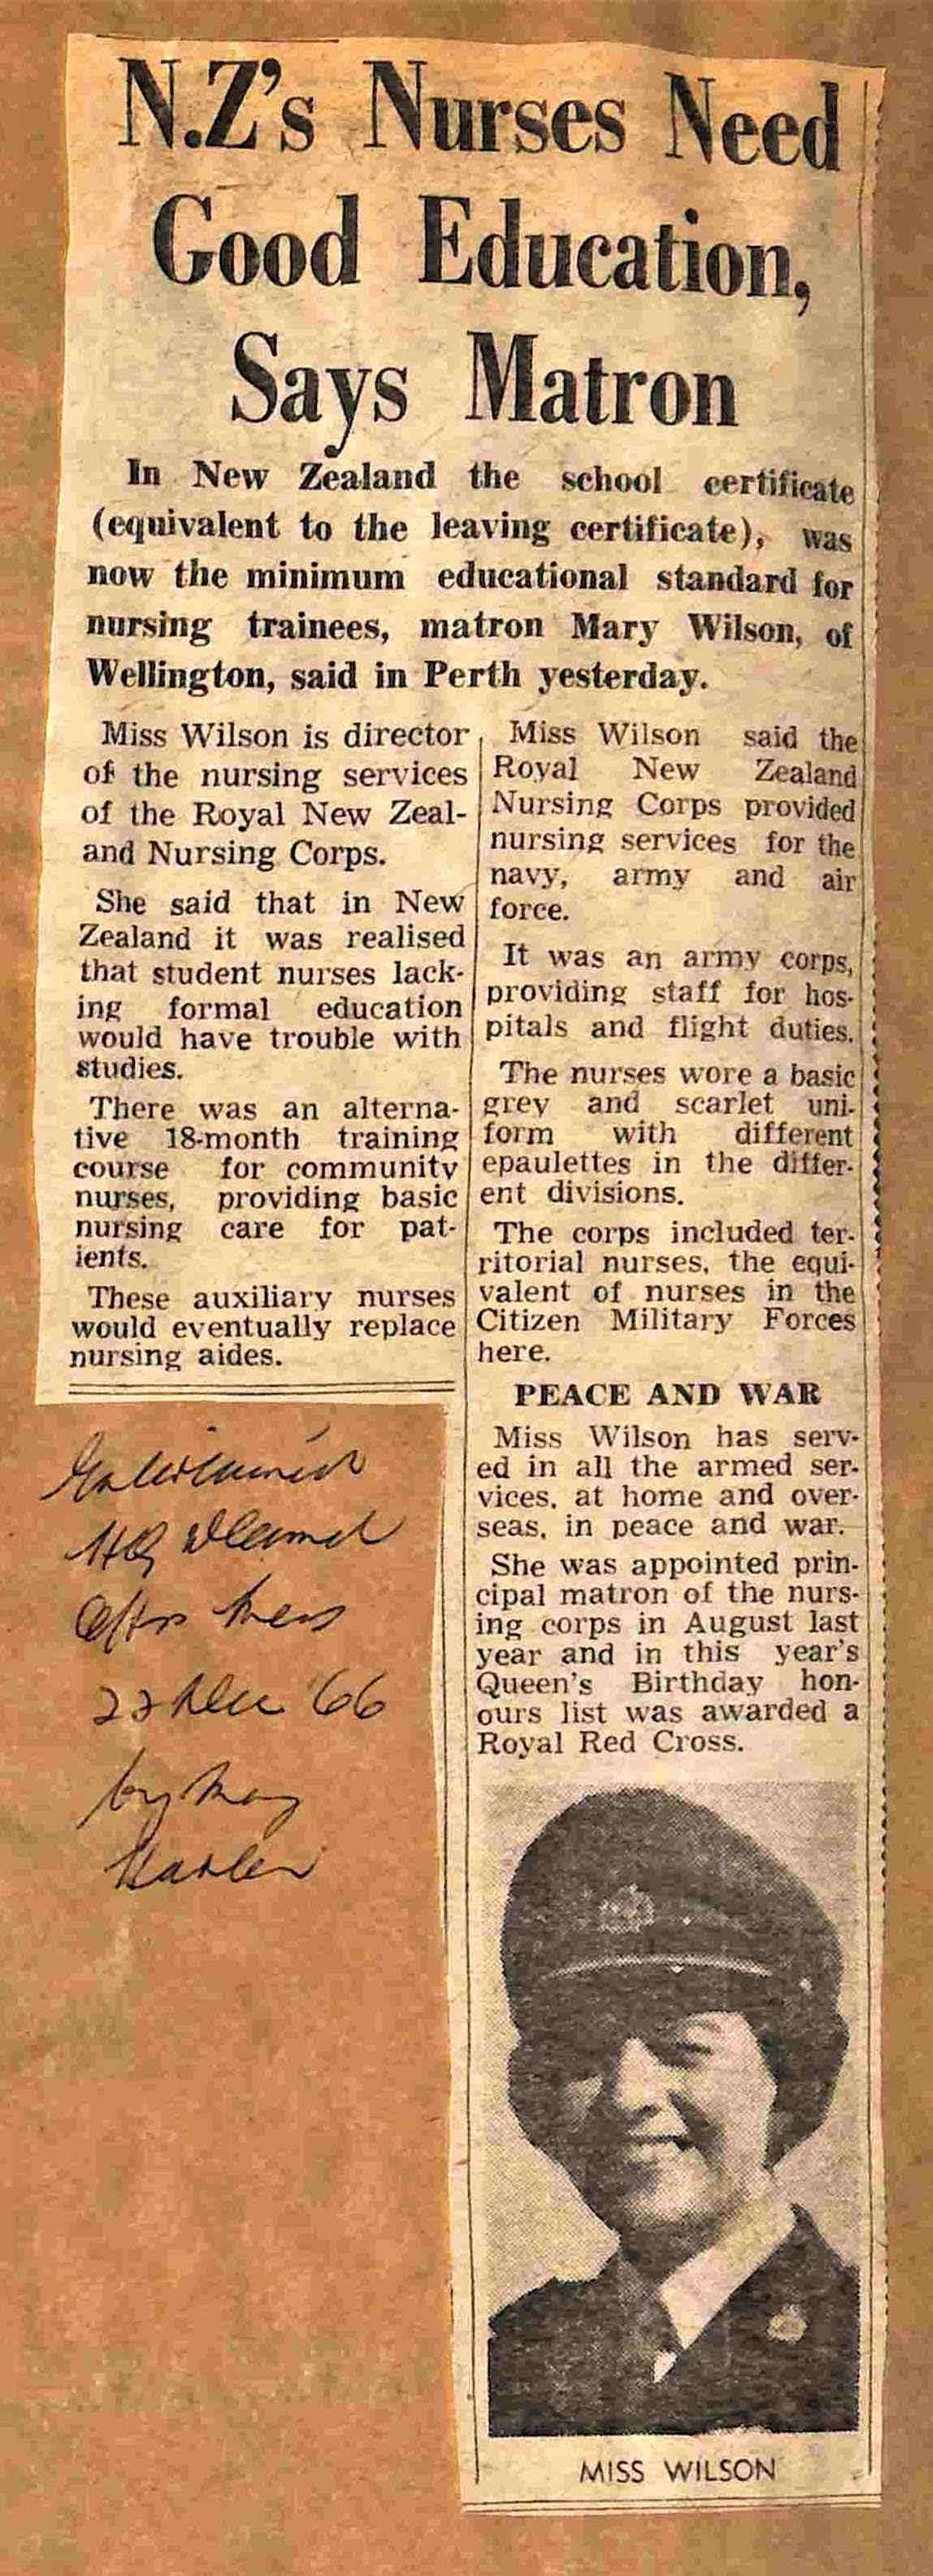 N.Z's Nurses Need
Good Education,
Says Matron
In New Zealand the school certificate
(equivalent to the leaving certificate), was
now the minimum educational standard for
nursing trainees, matron Mary Wilson, of
Wellington, said in Perth yesterday.
Miss Wilson is director
of the nursing services
of the Royal New Zeal-
and Nursing Corps.
She said that in New
Zealand it was realised
that student nurses lack-
ing formal education
would have trouble with
studies.
There was an alterna-
tive 18-month training
course for community
nurses, providing basic
nursing care for pat-
ients.
These auxiliary nurses
would eventually replace
nursing aides.
Miss Wilson said the
Royal New Zealand
Nursing Corps provided
nursing services for the
navy, army and air
force.
It was an army corps,
providing staff for hos-
pitals and flight duties.
The nurses wore a basic
grey and scarlet uni-
form with different
epaulettes in the differ-
ent divisions.
The corps included ter-
ritorial nurses, the equi-
valent of nurses in the
Citizen Military Forces
here.
PEACE AND WAR
Miss Wilson has serv-
ed in all the armed ser-
vices, at home and over-
seas, in peace and war.
She was appointed prin-
cipal matron of the nurs-
ing corps in August last
year and in this year's
Queen's Birthday hon-
ours list was awarded a
Royal Red Cross.
MISS WILSON
HQ
Mess
'66
by